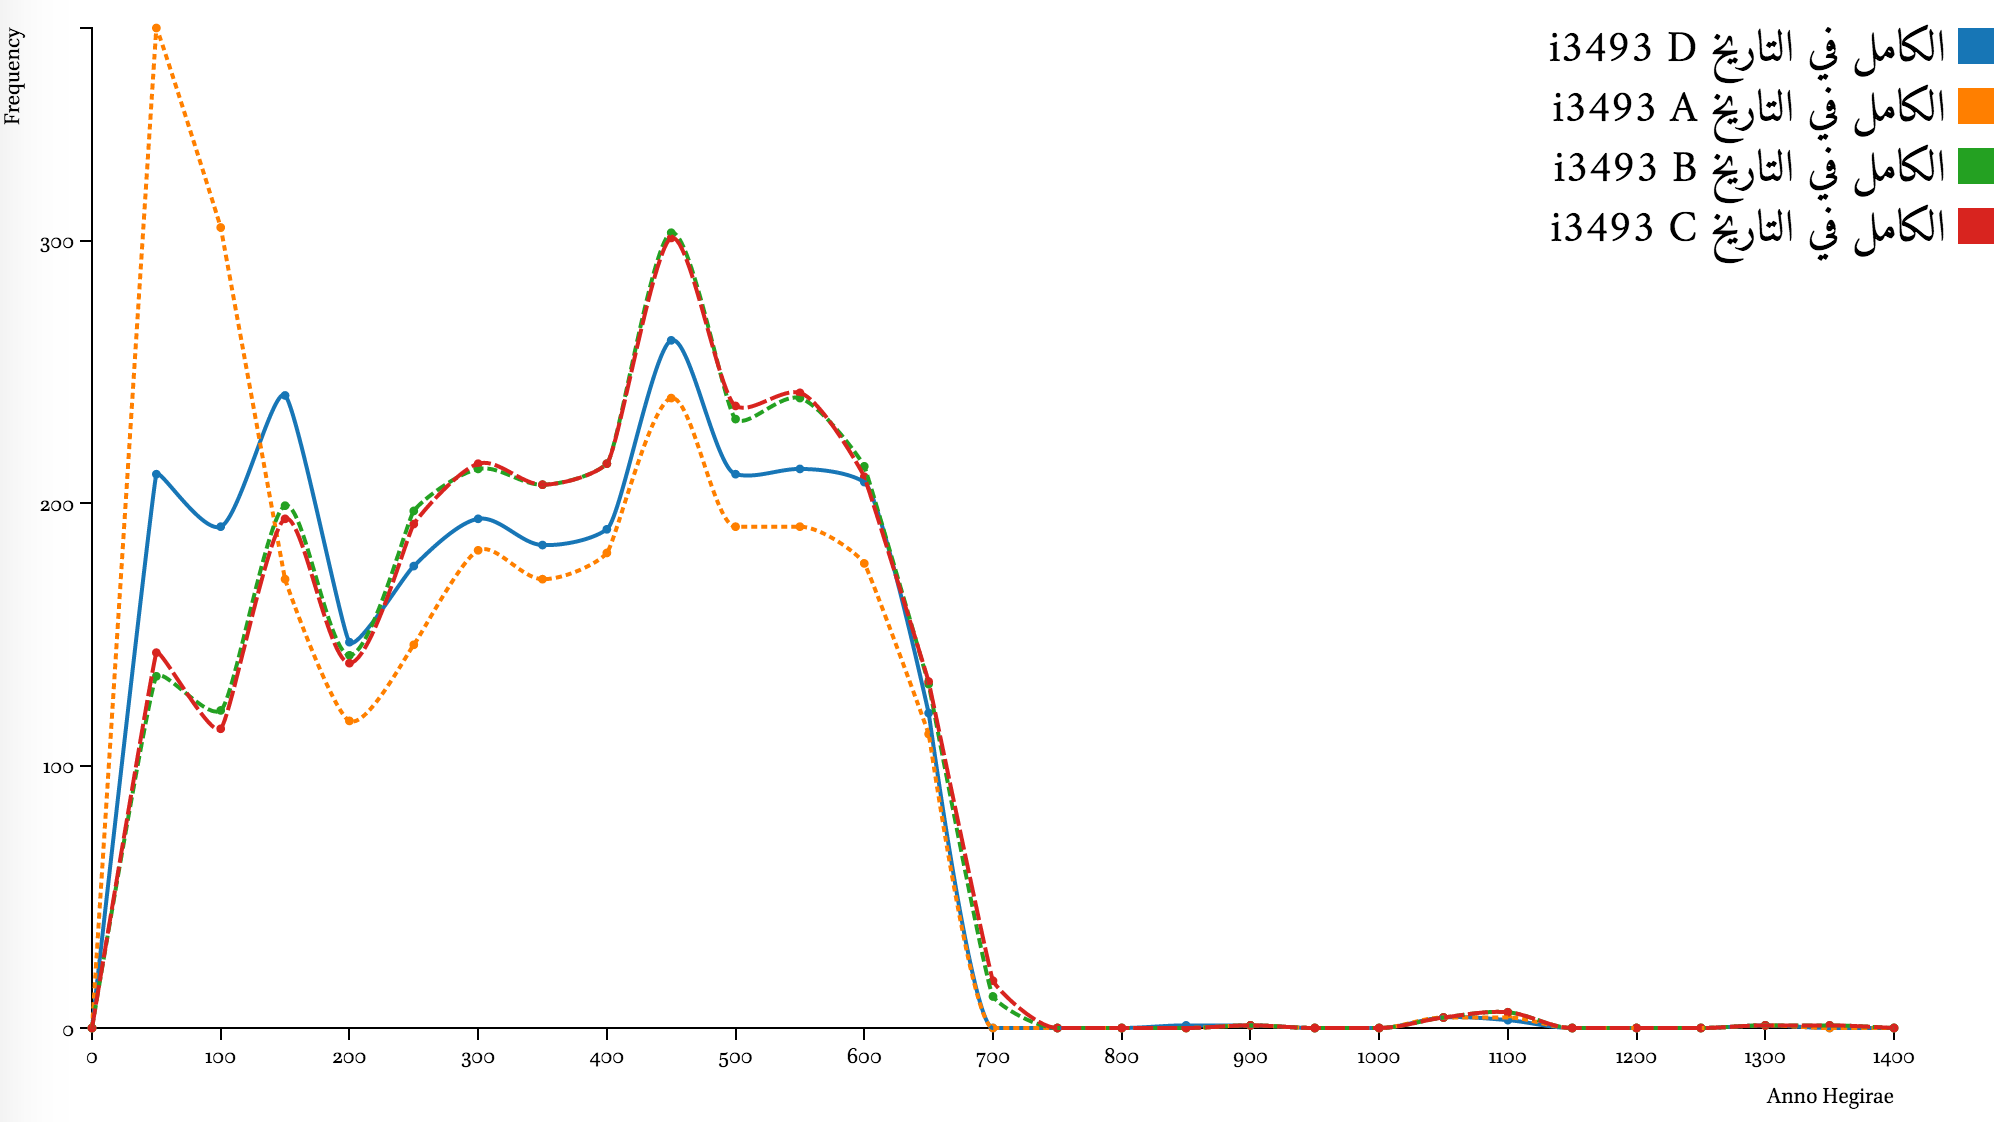 Frequency
الكامل في التاريخ i3493 D
الكامل في التاريخ i3493 A
الكامل في التاريخ i3493 B
الكامل في التاريخ i3493 C
300
200
100
0
0 100 200 300 400 500 600 700 800 900 1000 1100 1200 1300 1400
Anno Hegirae